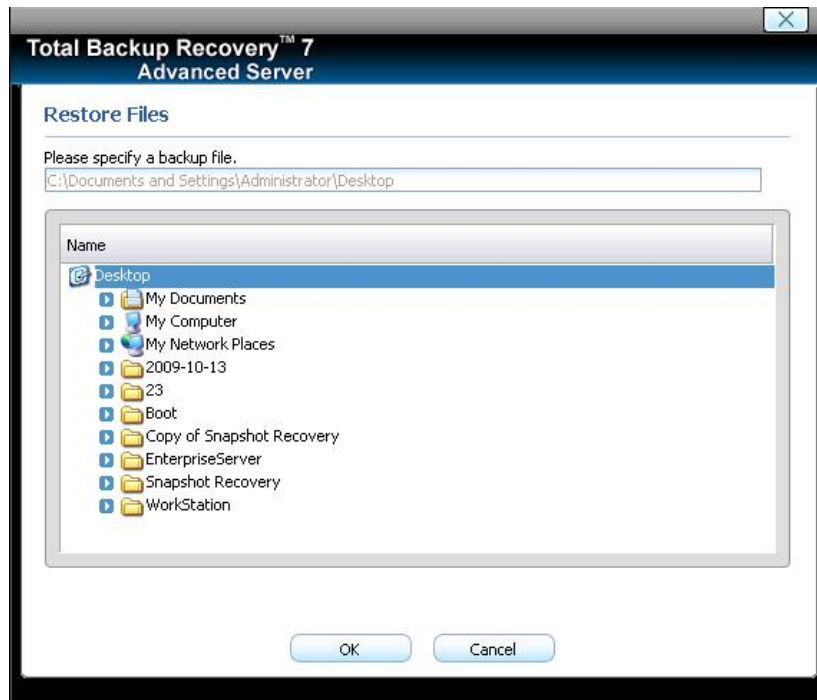 Total Backup Recovery™ 7
Advanced Server
Restore Files
Please specify a backup file.
C:\Documents and Settings\Administrator\Desktop
Name
Desktop
My Documents
My Computer
My Network Places
2009-10-13
23
Boot
Copy of Snapshot Recovery
EnterpriseServer
Snapshot Recovery
WorkStation
OK
Cancel